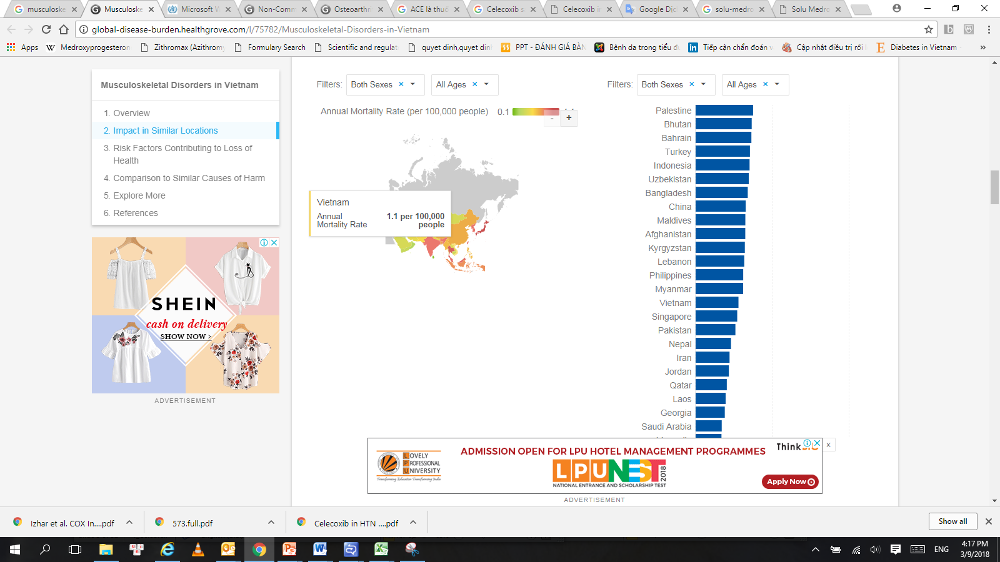 musculoske
Musculoske
Microsoft W
Non-Comm
Osteoarthri
ACE là thuố
Celecoxib s
Celecoxib in
Google Dịch
solu-medro
Solu Medro
global-disease-burden.healthgrove.com/l/75782/Musculoskeletal-Disorders-in-Vietnam
Apps
Medroxyprogesteron
Zithromax (Azithromy
Formulary Search
Scientific and regulat
quyet dinh,quyet dinh
PPT - ĐÁNH GIÁ BÀN
Bệnh da trong tiểu đu
Tiếp cận chẩn đoán v
Cập nhật điều trị rối l
Diabetes in Vietnam -
»
Musculoskeletal Disorders in Vietnam
1. Overview
2. Impact in Similar Locations
3. Risk Factors Contributing to Loss of
Health
4. Comparison to Similar Causes of Harm
5. Explore More
6. References
SHEIN
cash on delivery
SHOW NOW >
ADVERTISEMENT
Filters: Both Sexes × All Ages ×
Annual Mortality Rate (per 100,000 people) 0.1
- +
Vietnam
Annual 1.1 per 100,000
Mortality Rate people
Filters: Both Sexes × All Ages ×
Palestine
Bhutan
Bahrain
Turkey
Indonesia
Uzbekistan
Bangladesh
China
Maldives
Afghanistan
Kyrgyzstan
Lebanon
Philippines
Myanmar
Vietnam
Singapore
Pakistan
Nepal
Iran
Jordan
Qatar
Laos
Georgia
Saudi Arabia
LOVELY
PROFESSIONAL
UNIVERSITY
LPU
Transforming Education Transforming India
ADMISSION OPEN FOR LPU HOTEL MANAGEMENT PROGRAMMES
LPUNEST
2018
NATIONAL ENTRANCE AND SCHOLARSHIP TEST
Think
Apply Now
x
ADVERTISEMENT
Izhar et al. COX In....pdf
573.full.pdf
Celecoxib in HTN ....pdf
Show all
ENG
4:17 PM
3/9/2018